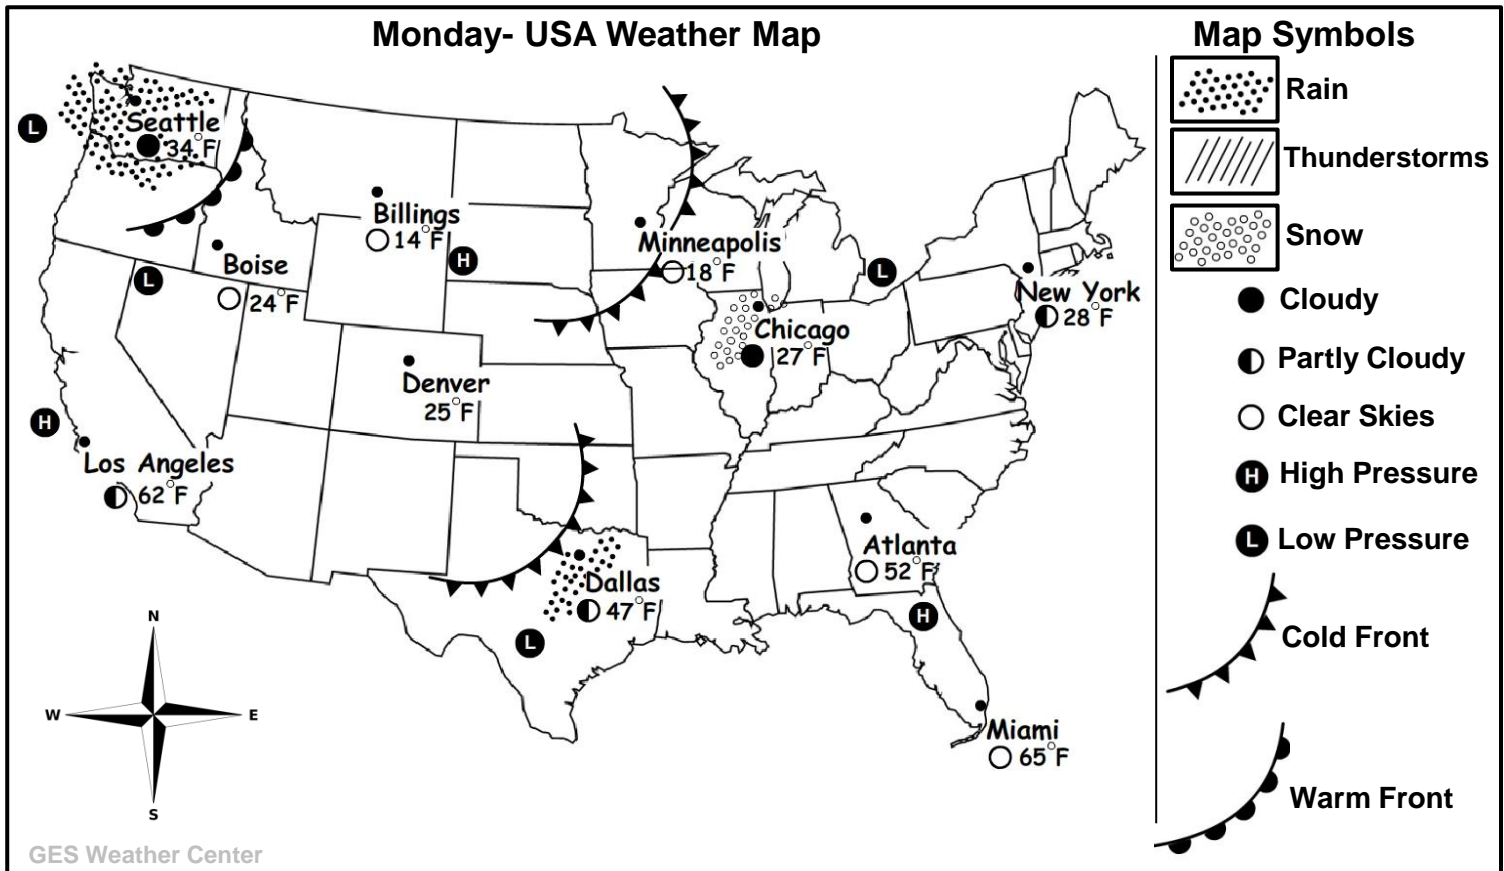 Monday- USA Weather Map
Map Symbols
Rain
Thunderstorms
Snow
Cloudy
Partly Cloudy
Clear Skies
H High Pressure
L Low Pressure
Cold Front
Warm Front
L
Seattle
34°F
Billings
14°F
H
Minneapolis
18°F
L
Boise
24°F
L
New York
28°F
Chicago
27°F
Denver
25°F
H
Los Angeles
62°F
Atlanta
52°F
Dallas
47°F
H
L
Miami
65°F
N
W
E
S
GES Weather Center